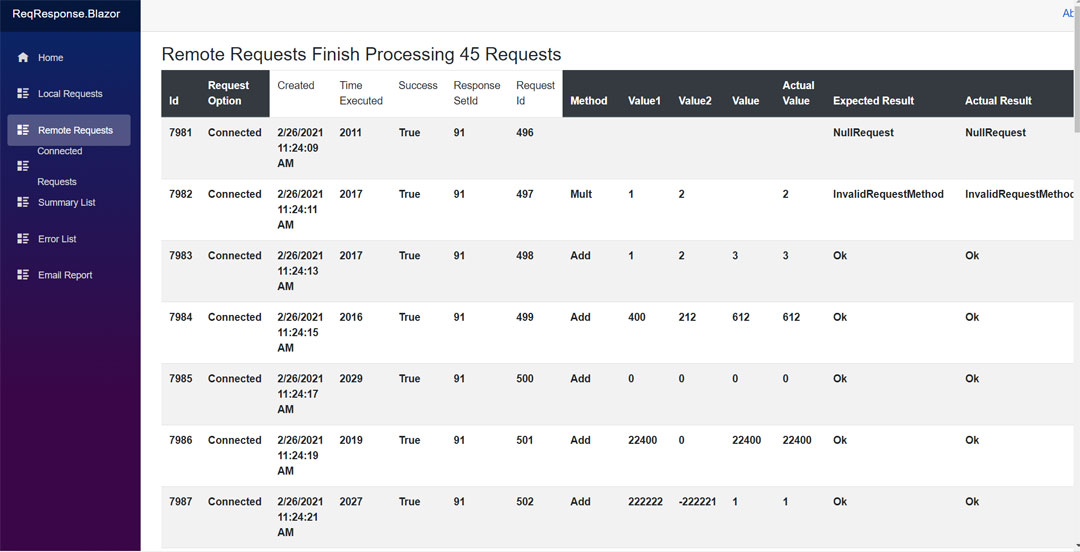 ReqResponse.Blazor
Ab
Home
Local Requests
Remote Requests
Connected
Requests
Summary List
Error List
Email Report
Remote Requests Finish Processing 45 Requests
Id Request Option Created Time Executed Success Response SetId Request Id Method Value1 Value2 Value Actual Value Expected Result Actual Result
7981 Connected 2/26/2021 11:24:09 AM 2011 True 91 496 NullRequest NullRequest
7982 Connected 2/26/2021 11:24:11 AM 2017 True 91 497 Mult 1 2 2 InvalidRequestMethod InvalidRequestMethod
7983 Connected 2/26/2021 11:24:13 AM 2017 True 91 498 Add 1 2 3 3 Ok Ok
7984 Connected 2/26/2021 11:24:15 AM 2016 True 91 499 Add 400 212 612 612 Ok Ok
7985 Connected 2/26/2021 11:24:17 AM 2029 True 91 500 Add 0 0 0 0 Ok Ok
7986 Connected 2/26/2021 11:24:19 AM 2019 True 91 501 Add 22400 0 22400 22400 Ok Ok
7987 Connected 2/26/2021 11:24:21 AM 2027 True 91 502 Add 222222 -222221 1 1 Ok Ok